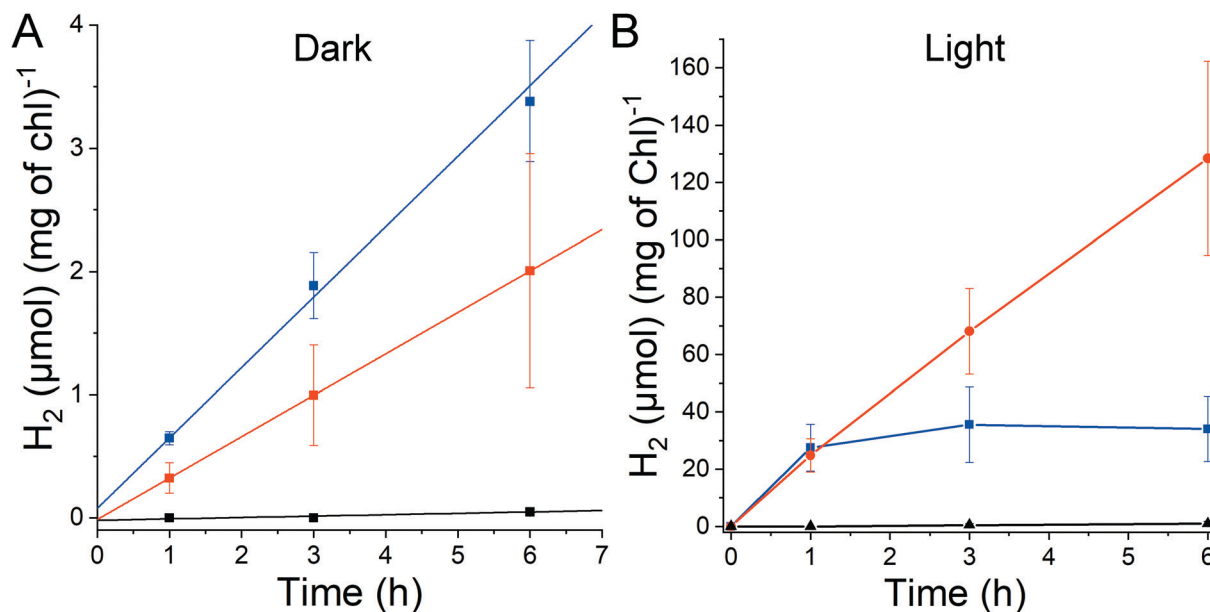 A
Dark
H₂ (µmol) (mg of chl)⁻¹
4
3
2
1
0
0 1 2 3 4 5 6 7
Time (h)
B
Light
H₂ (µmol) (mg of Chl)⁻¹
160
140
120
100
80
60
40
20
0
0 1 2 3 4 5 6
Time (h)